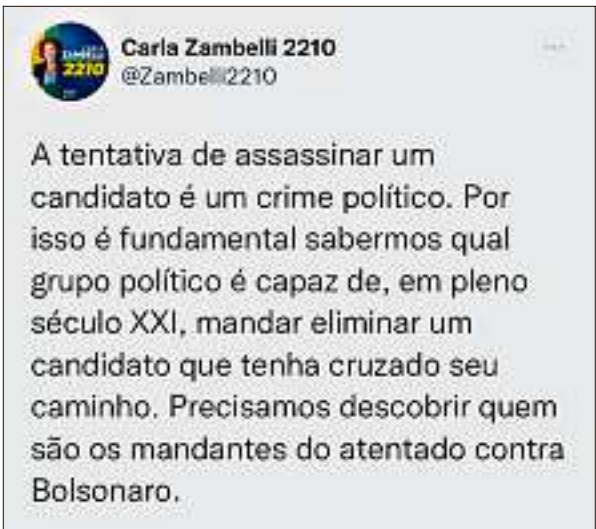 Carla Zambelli 2210
@Zambelli2210
2210
A tentativa de assassinar um
candidato é um crime político. Por
isso é fundamental sabermos qual
grupo político é capaz de, em pleno
século XXI, mandar eliminar um
candidato que tenha cruzado seu
caminho. Precisamos descobrir quem
são os mandantes do atentado contra
Bolsonaro.